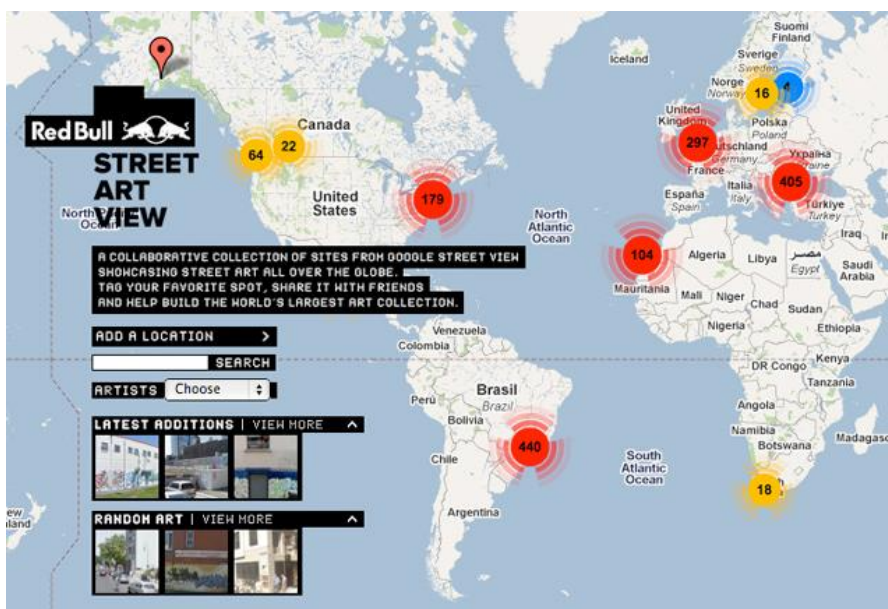 Red Bull
STREET
ART
VIEW
A COLLABORATIVE COLLECTION OF SITES FROM GOOGLE STREET VIEW
SHOWCASING STREET ART ALL OVER THE GLOBE.
TAG YOUR FAVORITE SPOT, SHARE IT WITH FRIENDS
AND HELP BUILD THE WORLD'S LARGEST ART COLLECTION.
ADD A LOCATION >
SEARCH
ARTISTS Choose
LATEST ADDITIONS | VIEW MORE
RANDOM ART | VIEW MORE
Canada
64
22
United
States
179
North
Atlantic
Ocean
Iceland
Suomi
Finland
Sverige
Sweden
Norge
Norway
16
4
United
Kingdom
Polska
Poland
297
Germany
France
Україна
405
Italia
Italy
España
Spain
Türkiye
Turkey
Iraq
104
Algeria
Libya
مصر
Egypt
Saudi
Arabia
Mauritania
Mali
Niger
Chad
Sudan
Nigeria
Ethiopia
Venezuela
Colombia
DR Congo
Kenya
Tanzania
Brasil
Brazil
Perú
Bolivia
Angola
Namibia
Botswana
440
Chile
South
Atlantic
Ocean
18
Argentina